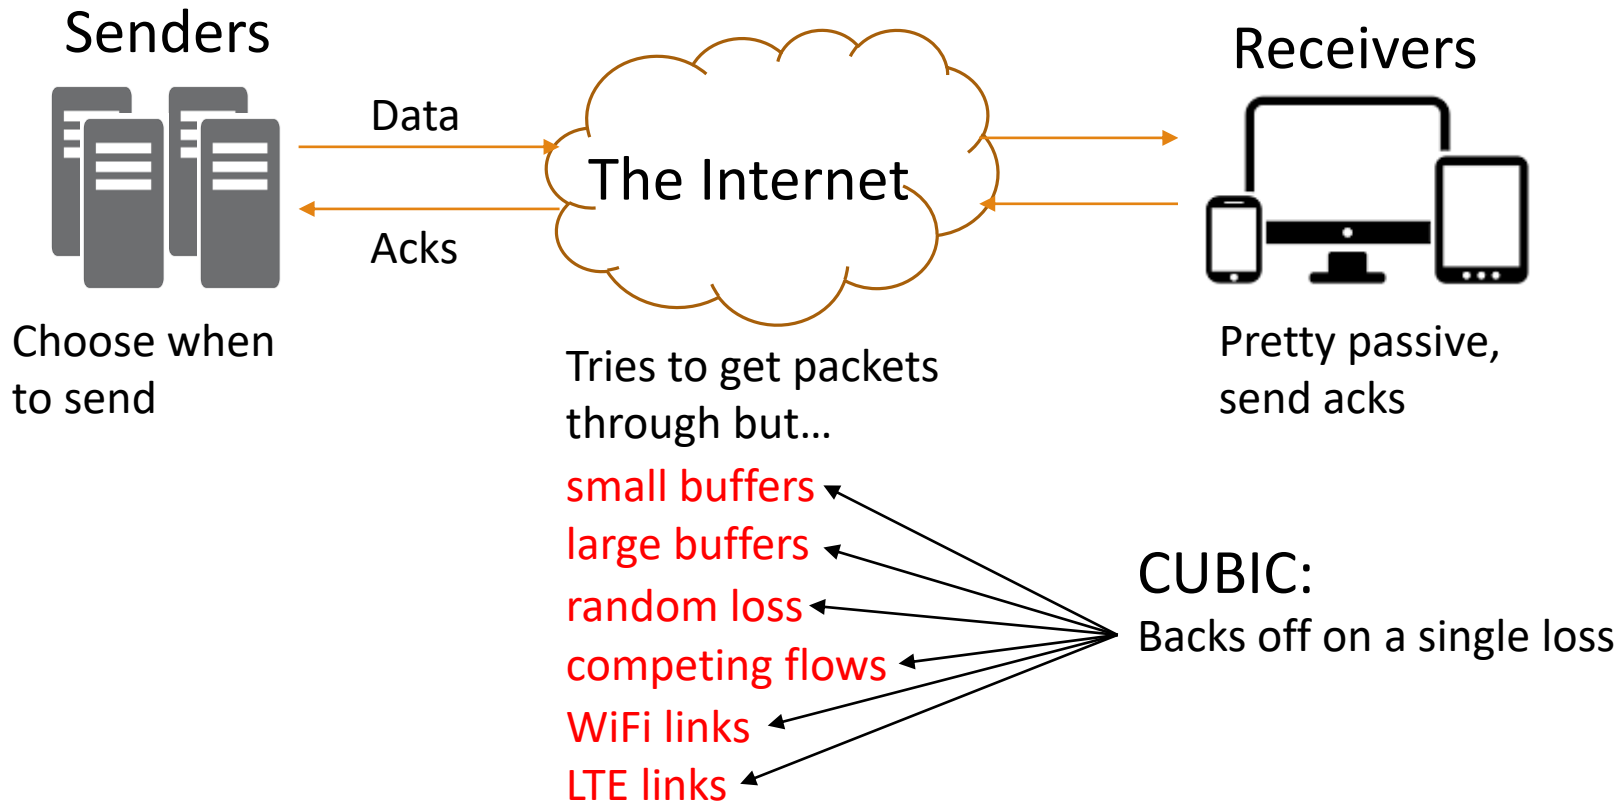 Senders
Receivers
Data
The Internet
Acks
Choose when
to send
Tries to get packets
through but…
Pretty passive,
send acks
small buffers
large buffers
random loss
competing flows
WiFi links
LTE links
CUBIC:
Backs off on a single loss